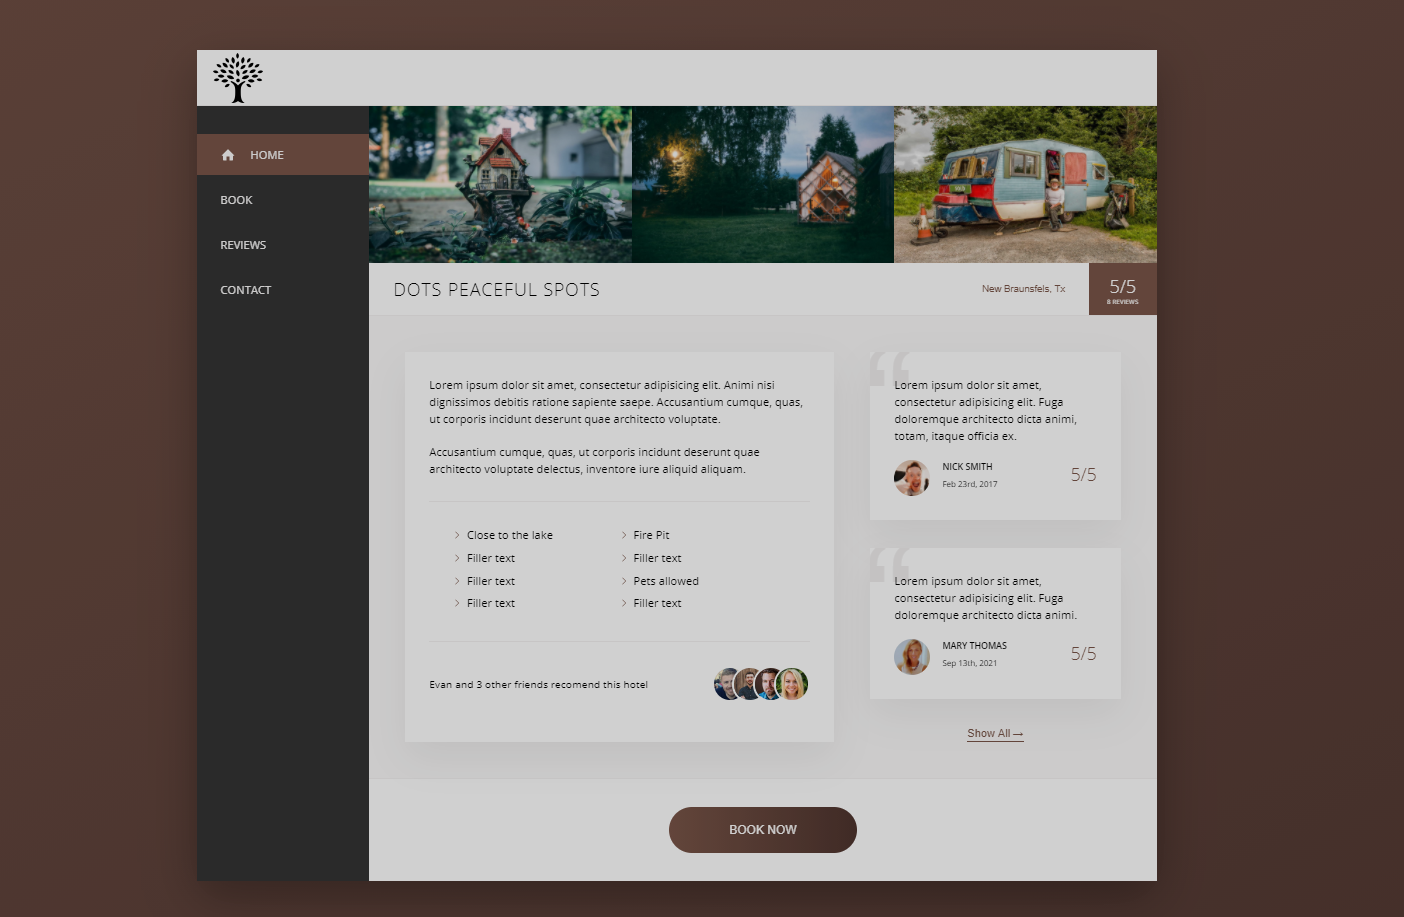 HOME
BOOK
REVIEWS
CONTACT
DOTS PEACEFUL SPOTS
New Braunsfels, Tx
5/5
8 REVIEWS
Lorem ipsum dolor sit amet, consectetur adipisicing elit. Animi nisi
dignissimos debitis ratione sapiente saepe. Accusantium cumque, quas,
ut corporis incidunt deserunt quae architecto voluptate.
Accusantium cumque, quas, ut corporis incidunt deserunt quae
architecto voluptate delectus, inventore iure aliquid aliquam.
Close to the lake
Fire Pit
Filler text
Filler text
Filler text
Pets allowed
Filler text
Filler text
Evan and 3 other friends recomend this hotel
“
Lorem ipsum dolor sit amet,
consectetur adipisicing elit. Fuga
doloremque architecto dicta animi,
totam, itaque officia ex.
NICK SMITH
Feb 23rd, 2017
5/5
“
Lorem ipsum dolor sit amet,
consectetur adipisicing elit. Fuga
doloremque architecto dicta animi.
MARY THOMAS
Sep 13th, 2021
5/5
Show All →
BOOK NOW